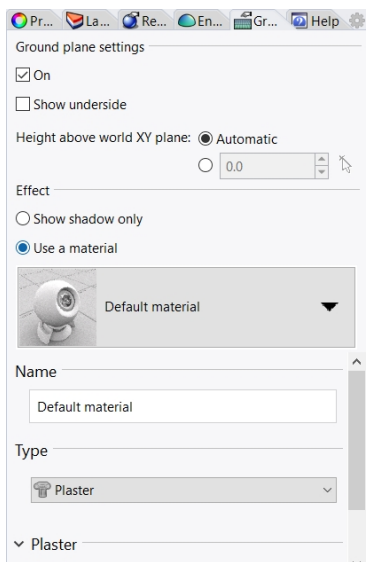 Pr... La... Re... En... Gr... Help
Ground plane settings
On
Show underside
Height above world XY plane: Automatic
0.0
Effect
Show shadow only
Use a material
Default material
Name
Default material
Type
Plaster
Plaster